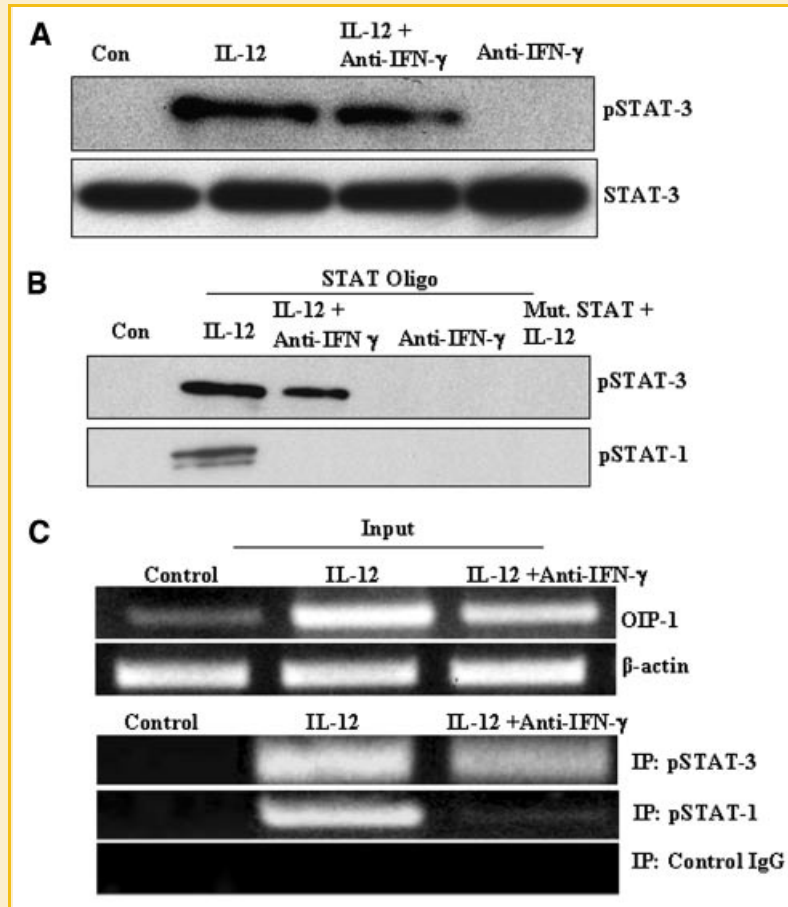 A
Con IL-12 IL-12 + Anti-IFN-γ Anti-IFN-γ
pSTAT-3
STAT-3
B
STAT Oligo
Con IL-12 IL-12 + Anti-IFN γ Anti-IFN-γ Mut. STAT + IL-12
pSTAT-3
pSTAT-1
C
Input
Control IL-12 IL-12 +Anti-IFN-γ
OIP-1
β-actin
Control IL-12 IL-12 +Anti-IFN-γ
IP: pSTAT-3
IP: pSTAT-1
IP: Control IgG